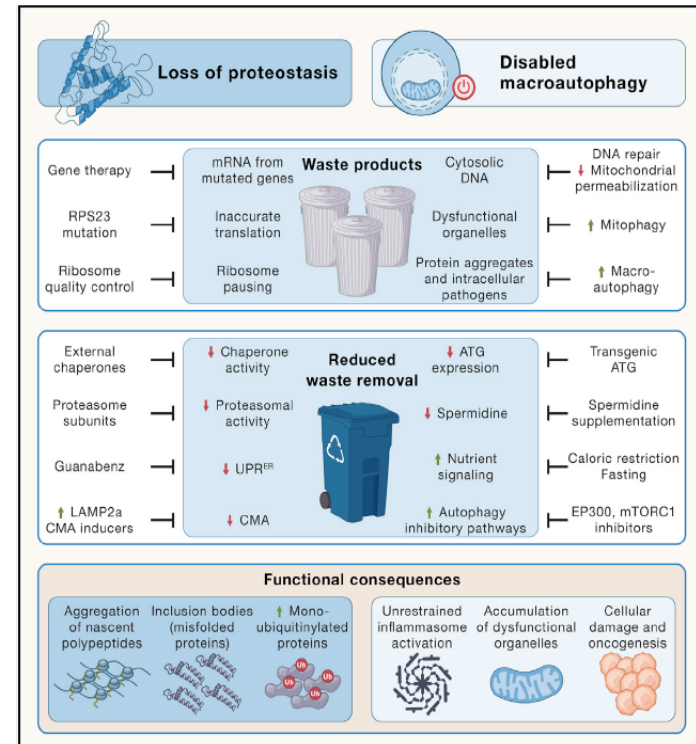 Loss of proteostasis
Disabled
macroautophagy
Waste products
Gene therapy
mRNA from
mutated genes
Cytosolic
DNA
DNA repair
↓ Mitochondrial
permeabilization
RPS23
mutation
Inaccurate
translation
Dysfunctional
organelles
↑ Mitophagy
Ribosome
quality control
Ribosome
pausing
Protein aggregates
and intracellular
pathogens
↑ Macro-
autophagy
Reduced
waste removal
External
chaperones
↓ Chaperone
activity
↓ ATG
expression
Transgenic
ATG
Proteasome
subunits
↓ Proteasomal
activity
↓ Spermidine
Spermidine
supplementation
Guanabenz
↓ UPRᴱᴿ
↑ Nutrient
signaling
Caloric restriction
Fasting
↑ LAMP2a
CMA inducers
↓ CMA
↑ Autophagy
inhibitory pathways
EP300, mTORC1
inhibitors
Functional consequences
Aggregation
of nascent
polypeptides
Inclusion bodies
(misfolded
proteins)
↑ Mono-
ubiquitinylated
proteins
Ub
Ub
Ub
Ub
Unrestrained
inflammasome
activation
Accumulation
of dysfunctional
organelles
Cellular
damage and
oncogenesis